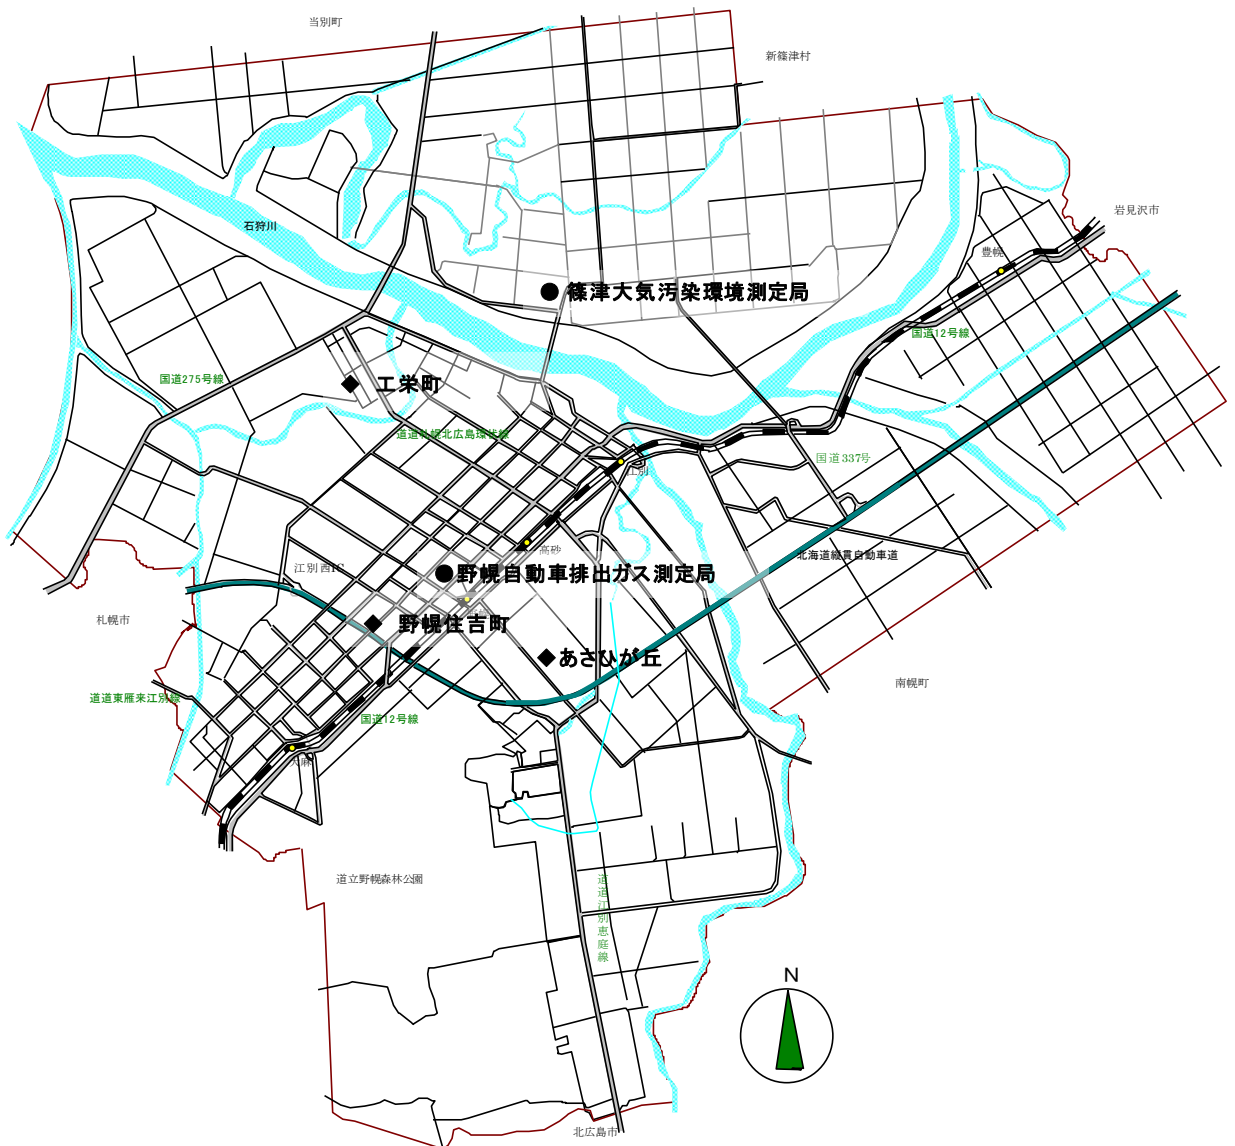 当別町
新篠津村
岩見沢市
石狩川
豊幌
篠津大気汚染環境測定局
国道12号線
国道275号線
工栄町
道道札幌北広島環状線
国道337号
江別
高砂
北海道縦貫自動車道
江別西IC
野幌自動車排出ガス測定局
札幌市
野幌住吉町
あさひが丘
南幌町
道道東雁来江別線
国道12号線
大麻
道立野幌森林公園
道道江別恵庭線
N
北広島市